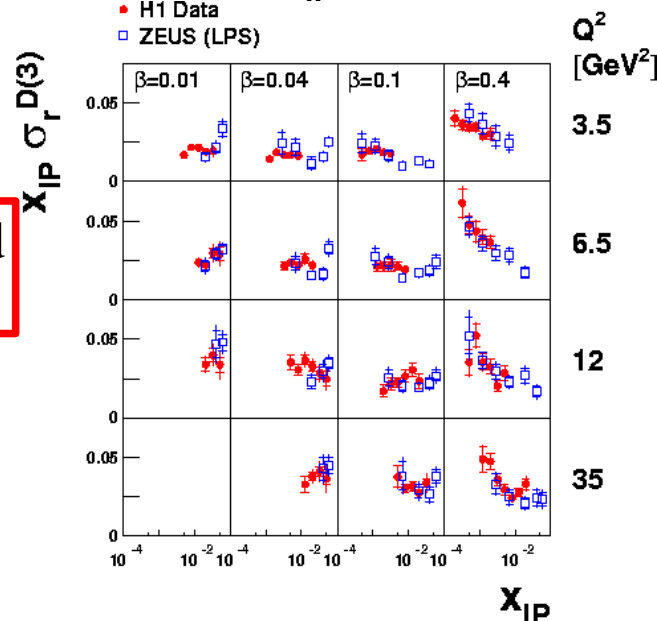 H1 Data
ZEUS (LPS)
Q²
[GeV²]
X_IP σ_r^D(3)
β=0.01 β=0.04 β=0.1 β=0.4
0.05
3.5
0
0.05
6.5
0
0.05
12
0
0.05
35
0
10⁻⁴ 10⁻² 10⁻⁴ 10⁻² 10⁻⁴ 10⁻² 10⁻⁴ 10⁻²
X_IP